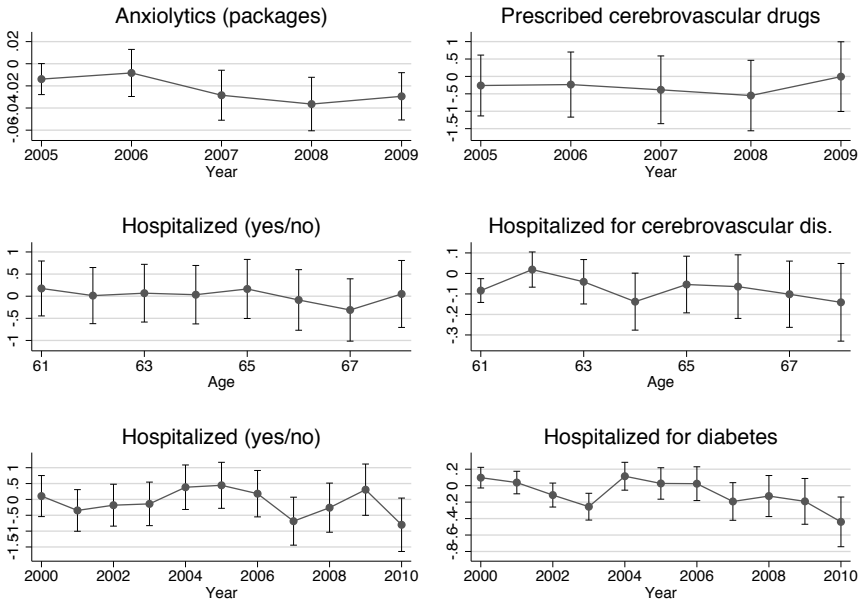 Anxiolytics (packages)
-.06 -.04 -.02 0 .02
2005 2006 2007 2008 2009
Year
Prescribed cerebrovascular drugs
-1.5 -1 -.5 0 .5 1
2005 2006 2007 2008 2009
Year
Hospitalized (yes/no)
-1 -.5 0 .5 1
61 63 65 67
Age
Hospitalized for cerebrovascular dis.
-.3 -.2 -.1 0 .1
61 63 65 67
Age
Hospitalized (yes/no)
-1.5 -1 -.5 0 .5 1
2000 2002 2004 2006 2008 2010
Year
Hospitalized for diabetes
-.8 -.6 -.4 -.2 0 .2
2000 2002 2004 2006 2008 2010
Year